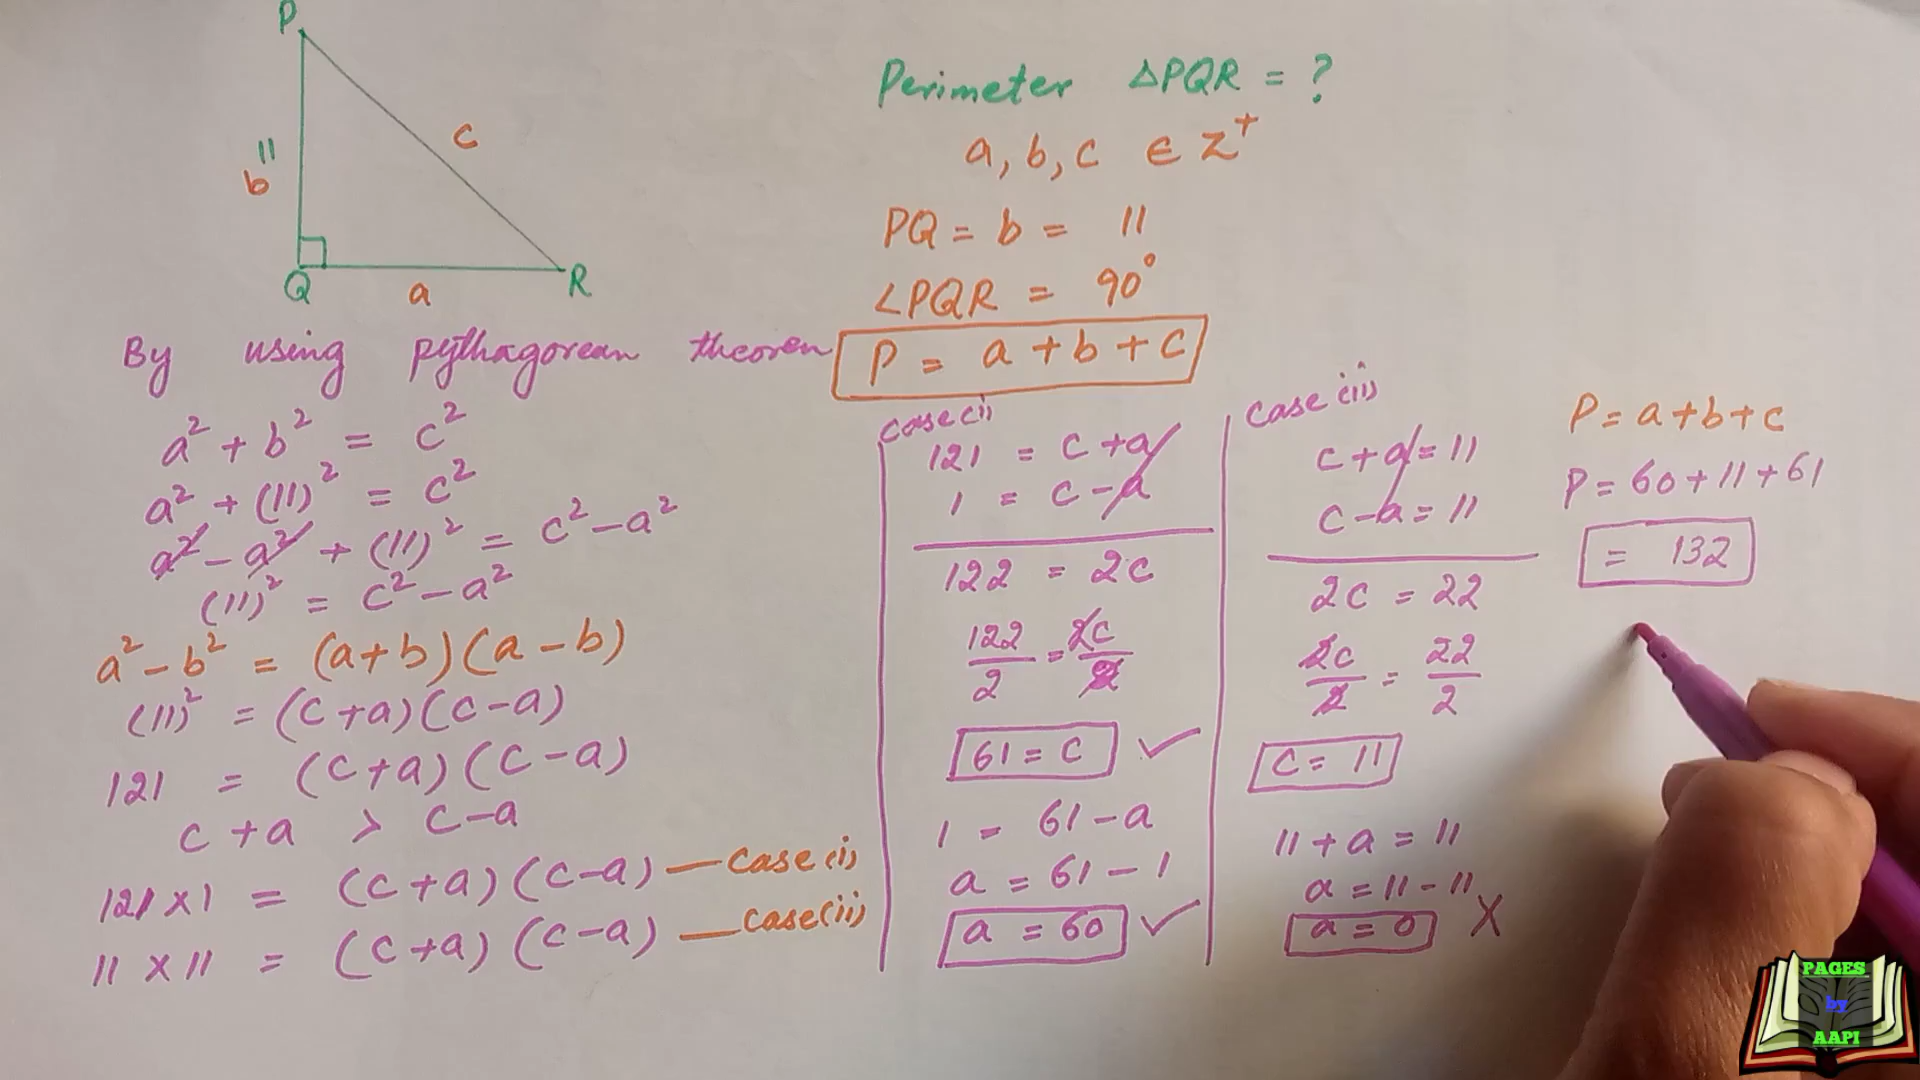 P
c
11
b
Q
a
R
Perimeter △PQR = ?
a, b, c ∈ Z⁺
PQ = b = 11
∠PQR = 90°
P = a + b + c
By using pythagorean theorem
a² + b² = c²
a² + (11)² = c²
a² - a² + (11)² = c² - a²
(11)² = c² - a²
a² - b² = (a+b)(a-b)
(11)² = (c+a)(c-a)
121 = (c+a)(c-a)
c+a > c-a
121 x 1 = (c+a)(c-a) — Case (i)
11 x 11 = (c+a)(c-a) — Case (ii)
case (i)
121 = c+a
1 = c-a
122 = 2c
122/2 = 2c/2
61 = c ✓
1 = 61-a
a = 61-1
a = 60 ✓
case (ii)
c+a = 11
c-a = 11
2c = 22
2c/2 = 22/2
c = 11
11+a = 11
a = 11-11
a = 0 X
P = a+b+c
P = 60+11+61
= 132
PAGES
by
AAPI